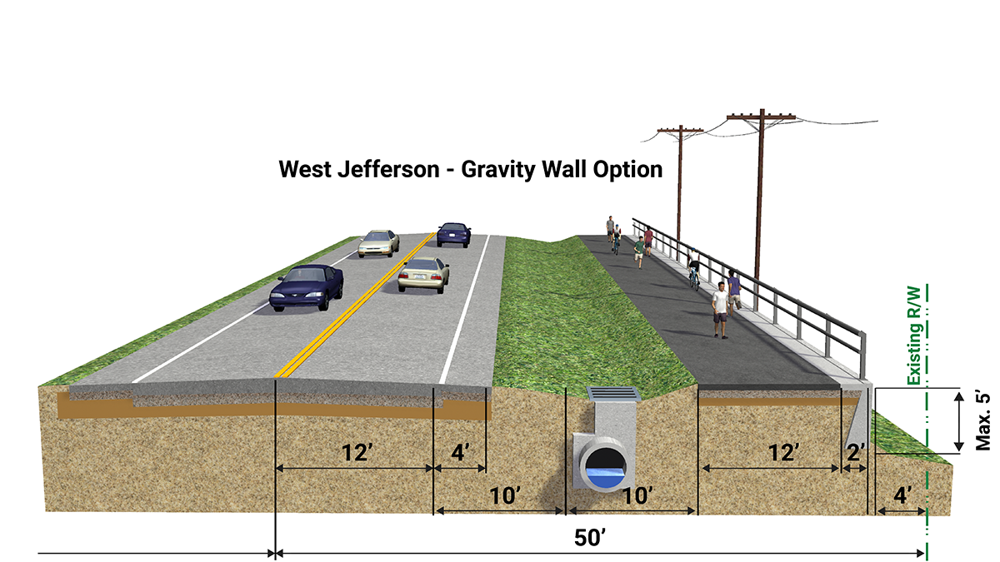 West Jefferson - Gravity Wall Option
Existing R/W
Max. 5’
12’
4’
12’
2’
10’
10’
4’
50’